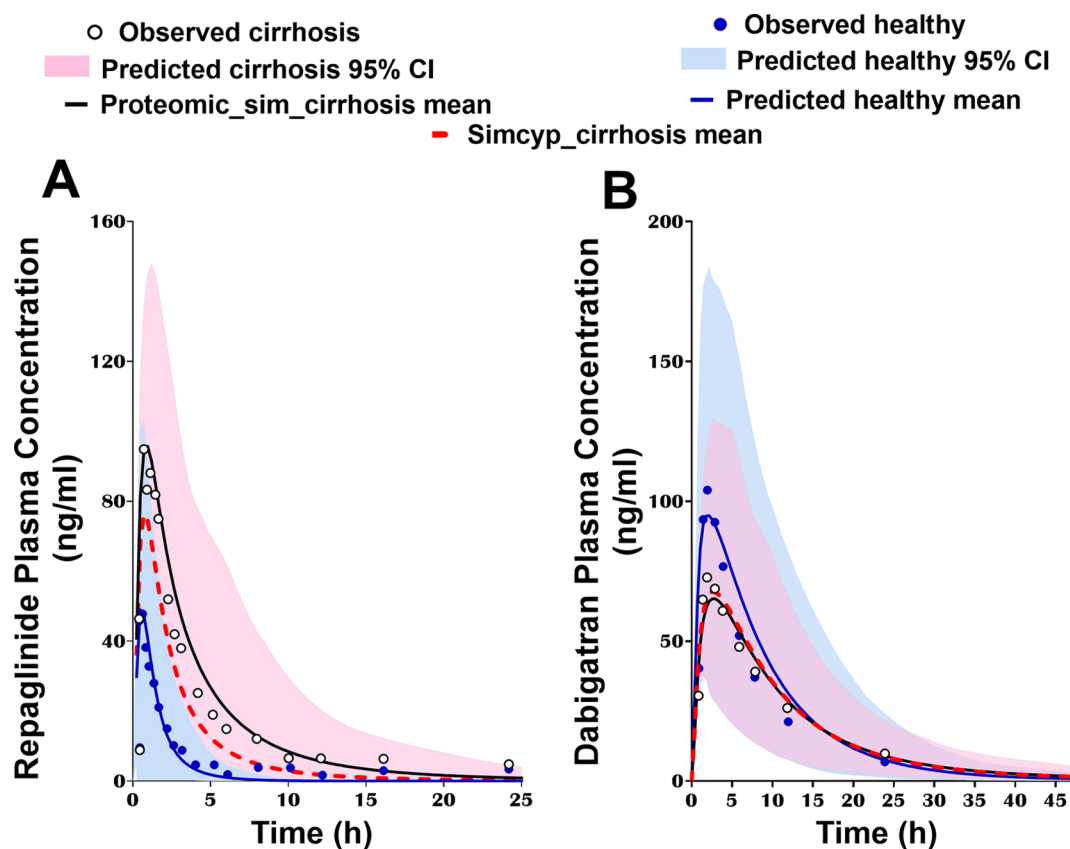 Observed cirrhosis
Predicted cirrhosis 95% CI
Proteomic_sim_cirrhosis mean
Observed healthy
Predicted healthy 95% CI
Predicted healthy mean
Simcyp_cirrhosis mean
A
Repaglinide Plasma Concentration
(ng/ml)
160
120
80
40
0
0 5 10 15 20 25
Time (h)
B
Dabigatran Plasma Concentration
(ng/ml)
200
150
100
50
0
0 5 10 15 20 25 30 35 40 45
Time (h)